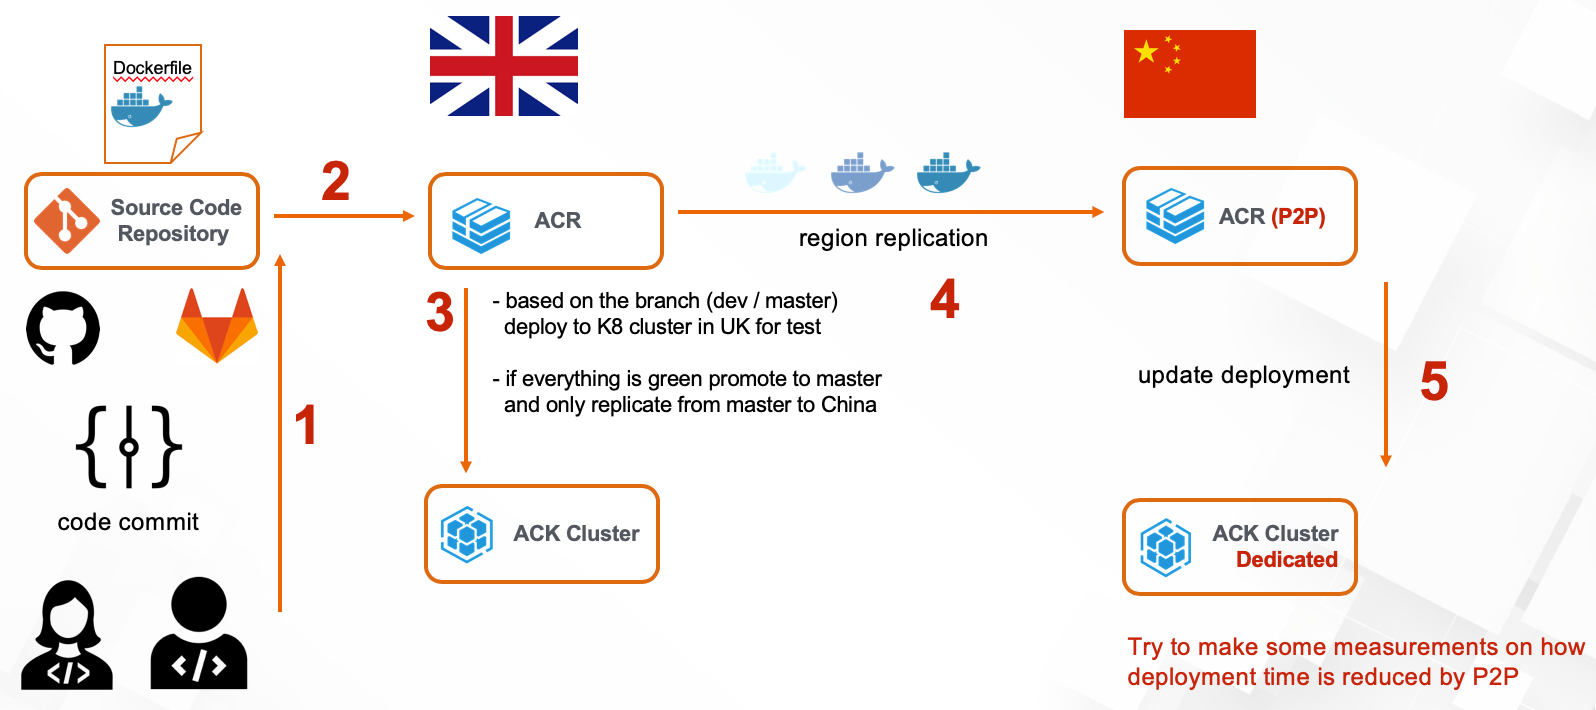 Dockerfile
Source Code
Repository
2
ACR
region replication
ACR (P2P)
3
- based on the branch (dev / master)
deploy to K8 cluster in UK for test
- if everything is green promote to master
and only replicate from master to China
4
1
update deployment
5
code commit
ACK Cluster
ACK Cluster
Dedicated
Try to make some measurements on how
deployment time is reduced by P2P